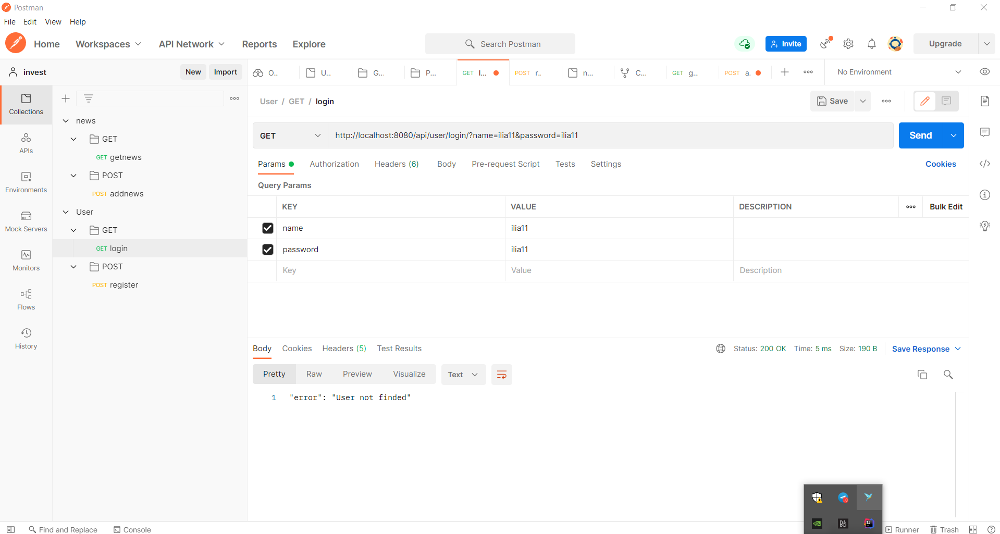 Postman
File Edit View Help
Home Workspaces API Network Reports Explore
Search Postman
Invite
Upgrade
invest
New Import
O..
U...
G...
P...
GET l...
POST r..
n...
C...
GET g..
POST a.
No Environment
Collections
APIs
Environments
Mock Servers
Monitors
Flows
History
news
GET
GET getnews
POST
POST addnews
User
GET
GET login
POST
POST register
User / GET / login
Save
GET http://localhost:8080/api/user/login/?name=ilia11&password=ilia11
Send
Params Authorization Headers (6) Body Pre-request Script Tests Settings
Cookies
Query Params
KEY VALUE DESCRIPTION
Bulk Edit
name ilia11
password ilia11
Key Value Description
Body Cookies Headers (5) Test Results
Status: 200 OK Time: 5 ms Size: 190 B
Save Response
Pretty Raw Preview Visualize Text
1 "error": "User not finded"
Find and Replace Console
Runner Trash